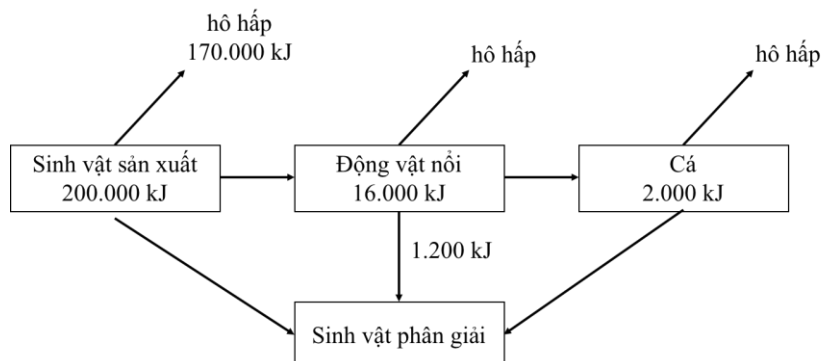 hô hấp
170.000 kJ
hô hấp
hô hấp
Sinh vật sản xuất
200.000 kJ
Động vật nổi
16.000 kJ
Cá
2.000 kJ
1.200 kJ
Sinh vật phân giải